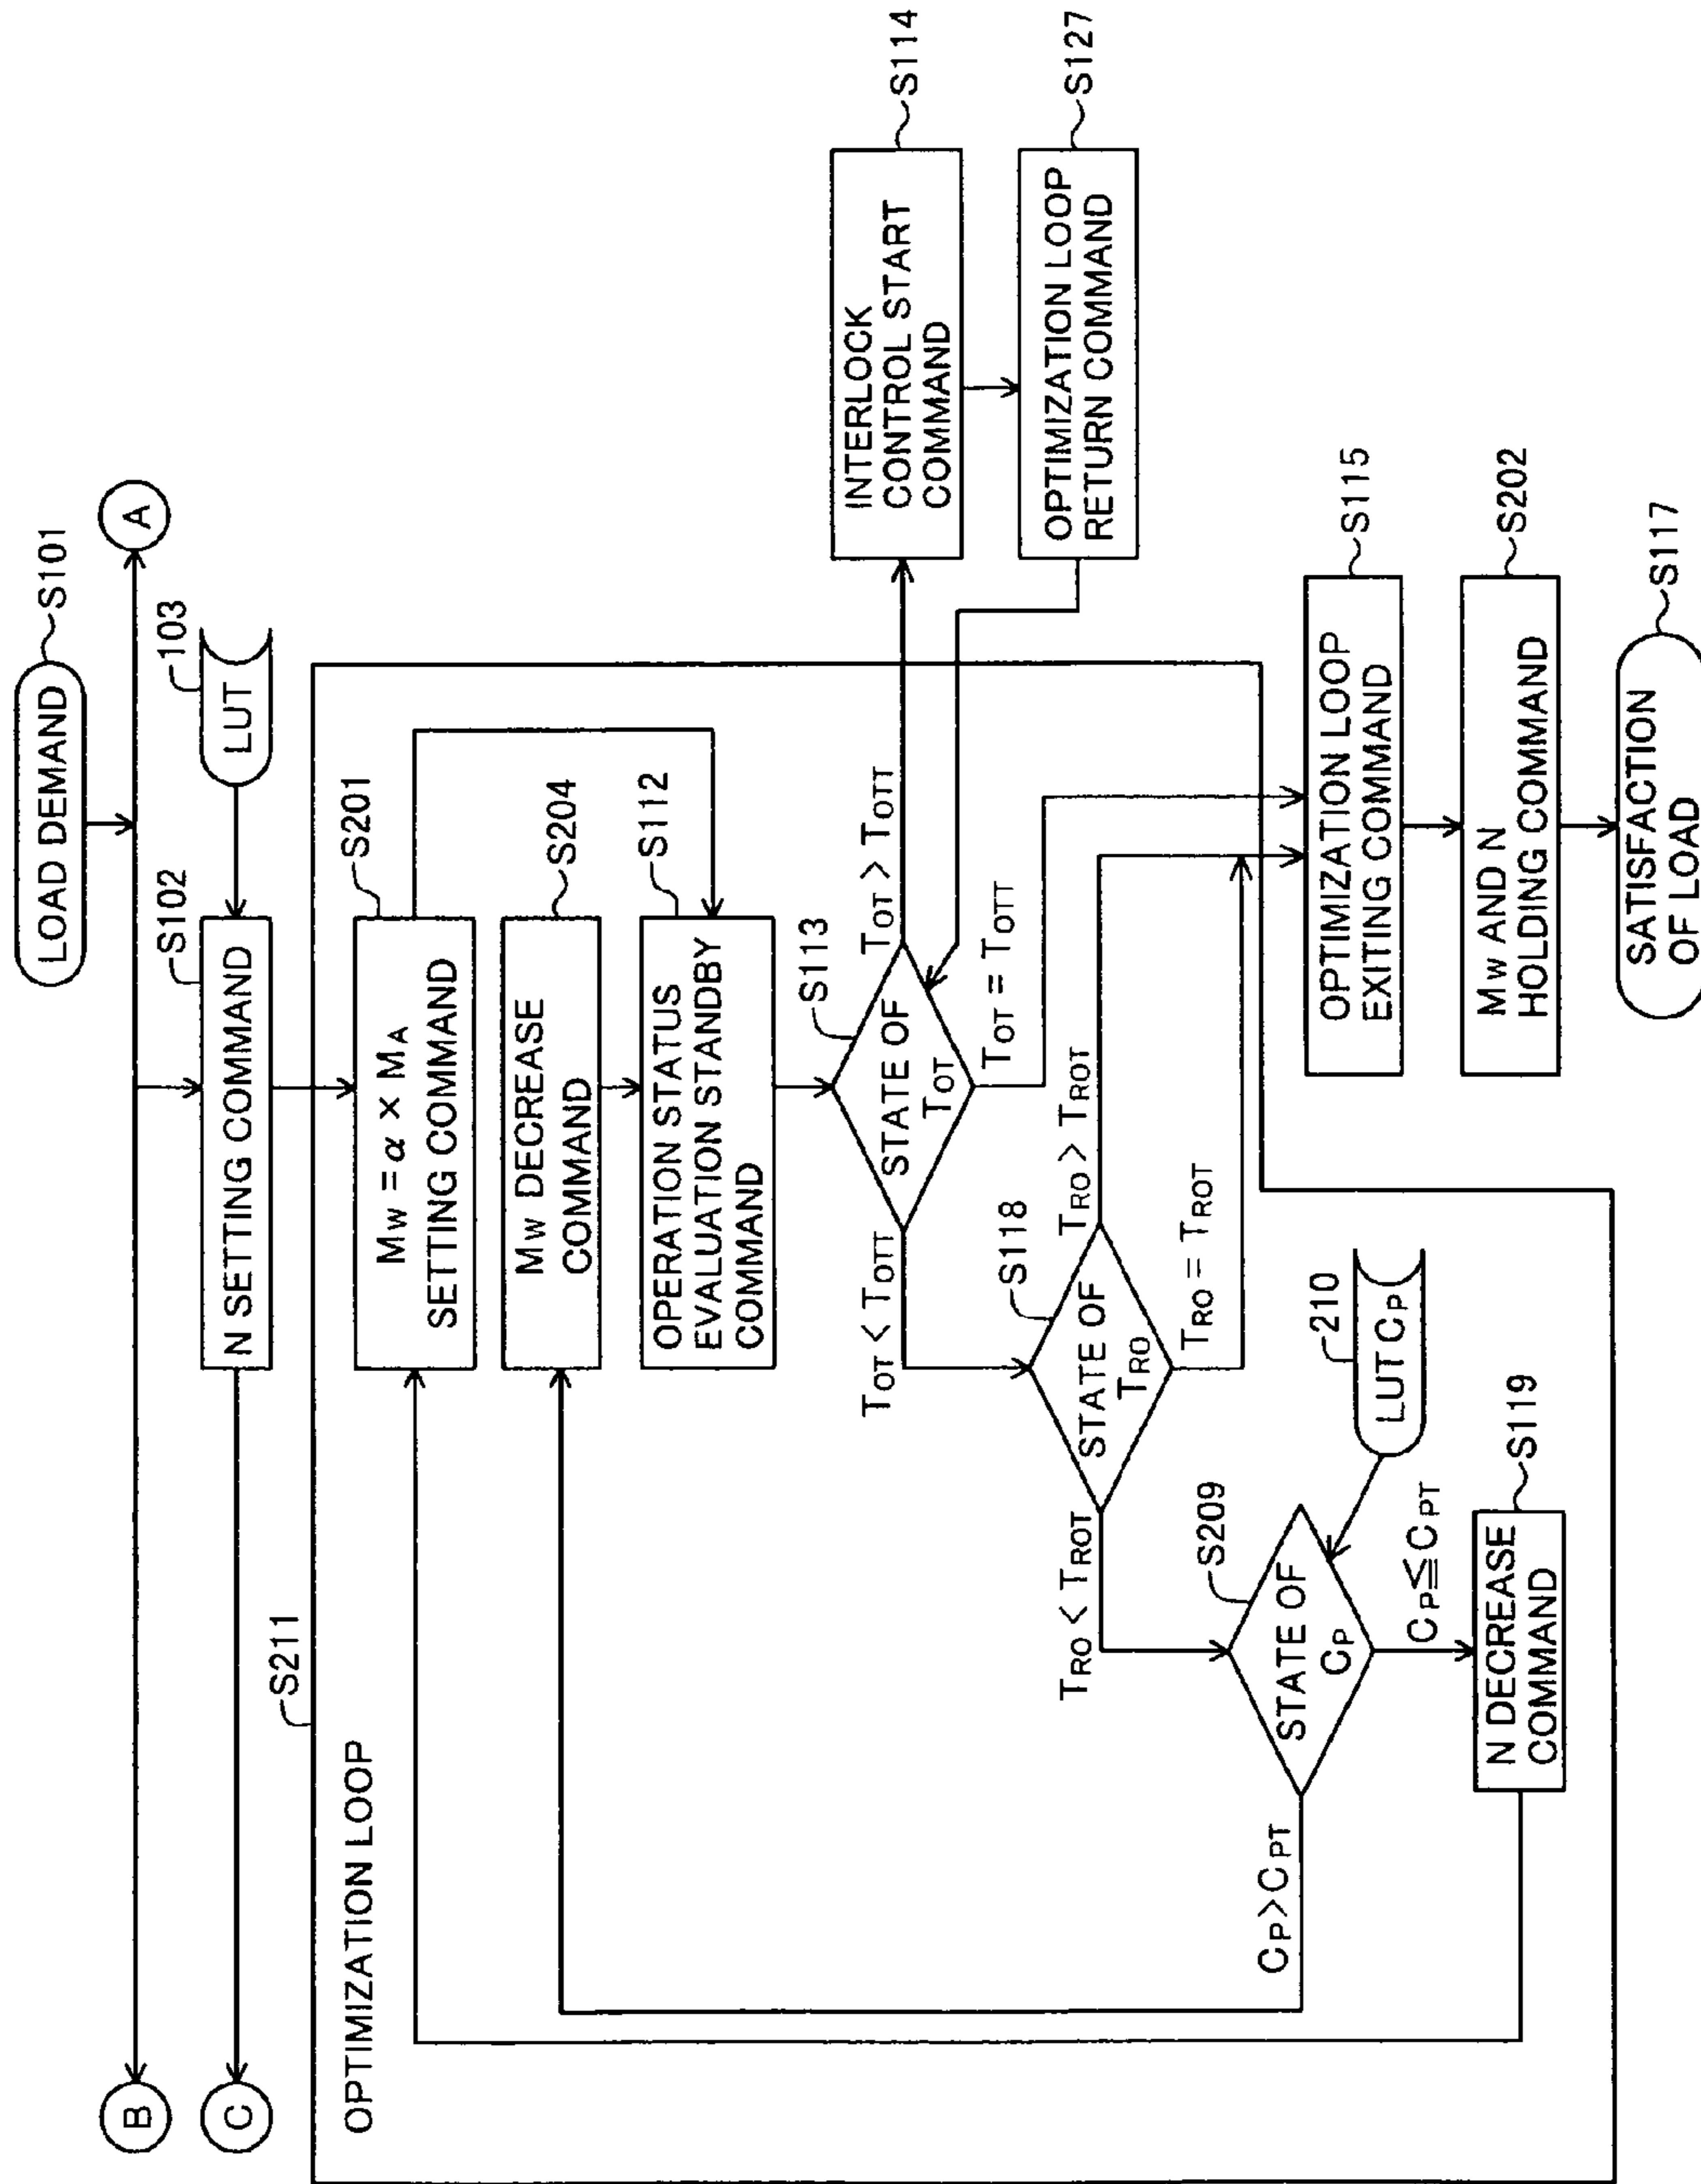 LOAD DEMAND
S101
A
B
C
103
LUT
S102
N SETTING COMMAND
S211
OPTIMIZATION LOOP
S201
Mw = α × MA
SETTING COMMAND
S204
Mw DECREASE
COMMAND
S112
OPERATION STATUS
EVALUATION STANDBY
COMMAND
S113
STATE OF
TOT
TOT > TOTT
TOT < TOTT
TOT = TOTT
INTERLOCK
CONTROL START
COMMAND
S114
OPTIMIZATION LOOP
RETURN COMMAND
S127
S118
STATE OF
TRO
TRO > TROT
TRO < TROT
TRO = TROT
S209
STATE OF
CP
210
LUT CP
CP > CPT
CP ≦ CPT
N DECREASE
COMMAND
S119
OPTIMIZATION LOOP
EXITING COMMAND
S115
Mw AND N
HOLDING COMMAND
S202
SATISFACTION
OF LOAD
S117